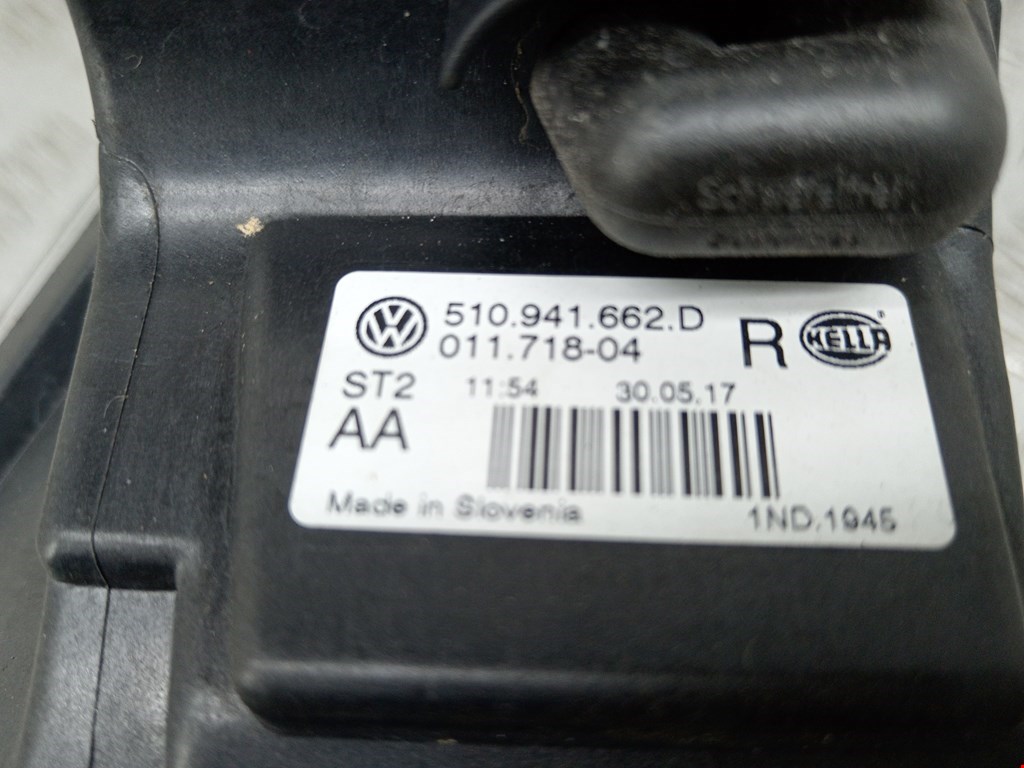 510.941.662.D
011.718-04
R
HELLA
ST2
11:54
30.05.17
AA
Made in Slovenia
1ND.1945